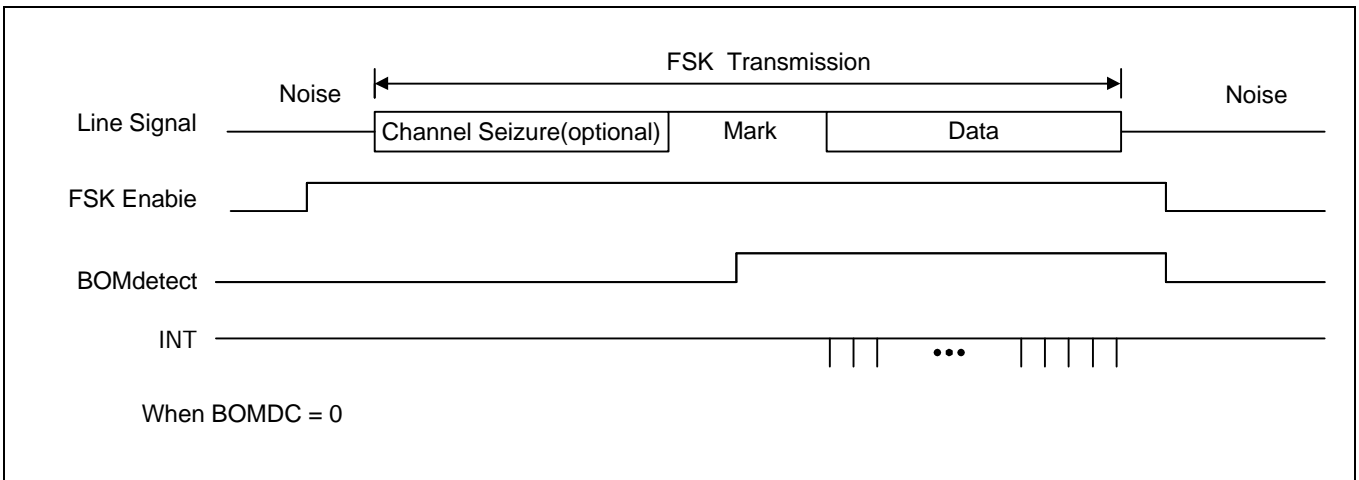 FSK Transmission
Noise
Noise
Line Signal
Channel Seizure(optional)
Mark
Data
FSK Enabie
BOMdetect
INT
•••
When BOMDC = 0